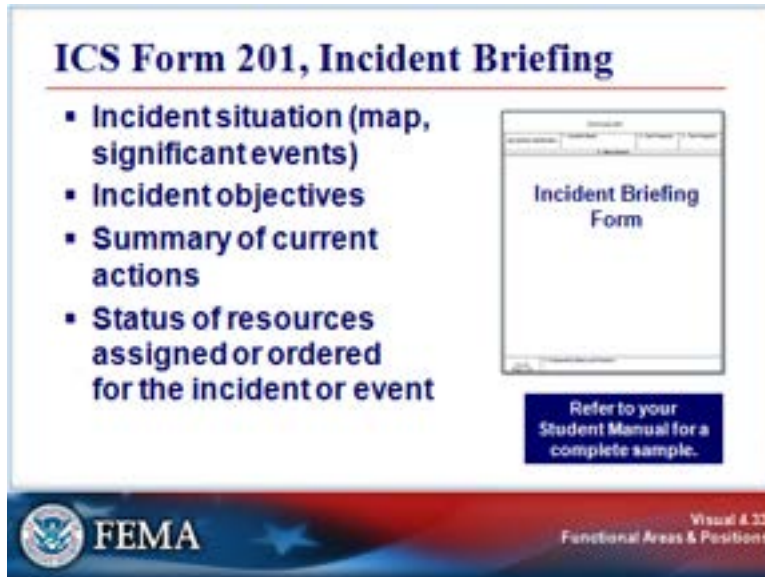 ICS Form 201, Incident Briefing
▪ Incident situation (map,
significant events)
▪ Incident objectives
▪ Summary of current
actions
▪ Status of resources
assigned or ordered
for the incident or event
Incident Briefing
Form
Refer to your
Student Manual for a
complete sample.
FEMA
Visual 4.33
Functional Areas & Positions